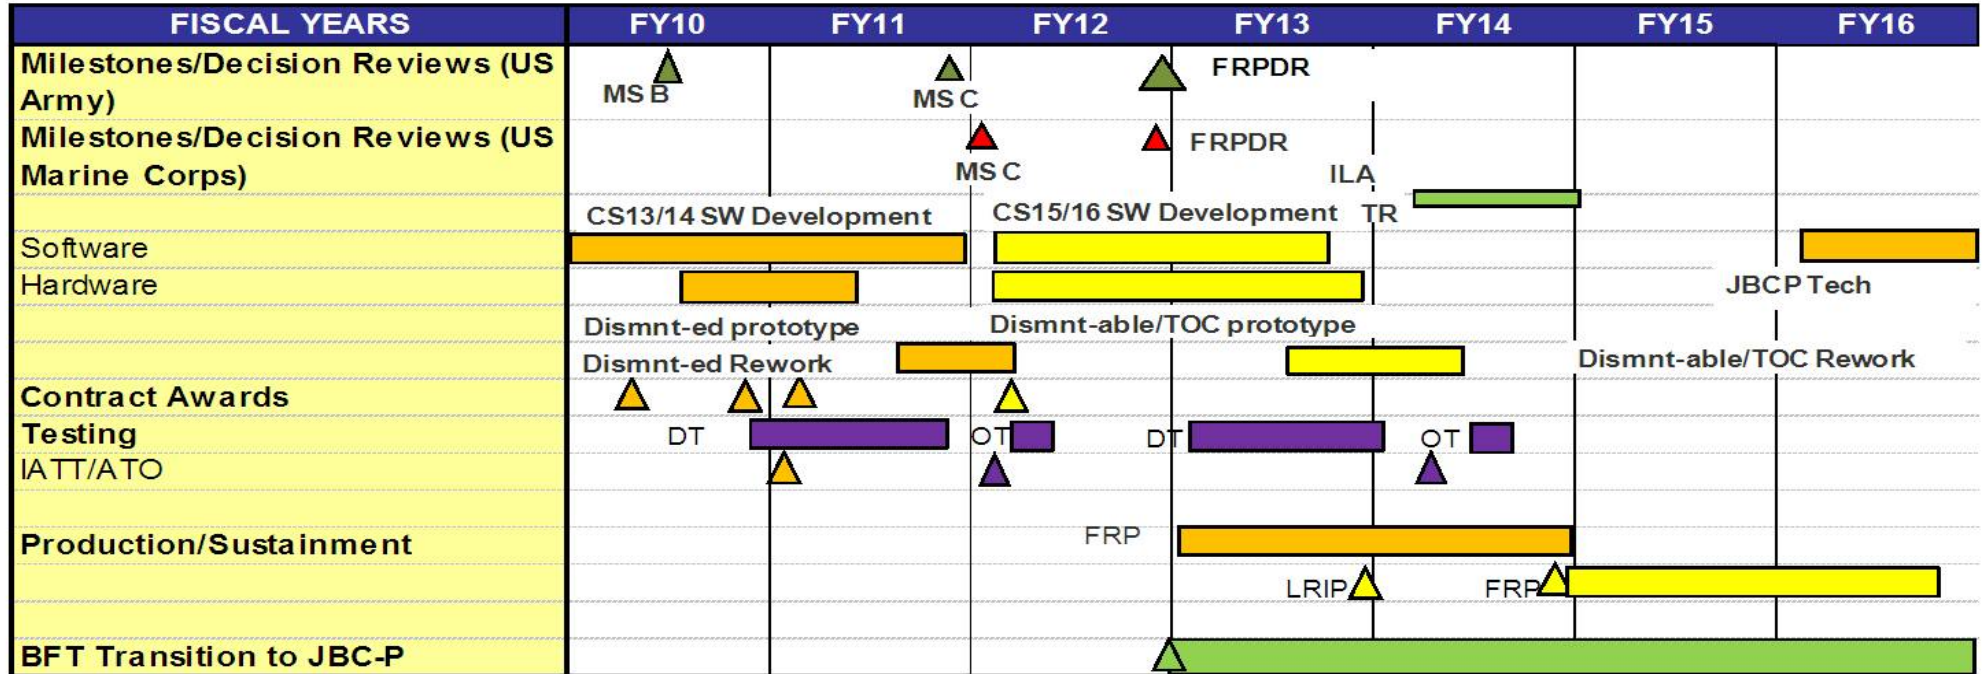 FISCAL YEARS FY10 FY11 FY12 FY13 FY14 FY15 FY16
Milestones/Decision Reviews (US
Army)
MS B
MS C
FRPDR
Milestones/Decision Reviews (US
Marine Corps)
MS C
FRPDR
ILA
CS13/14 SW Development
CS15/16 SW Development
TR
Software
Hardware
JBCP Tech
Dismnt-ed prototype
Dismnt-able/TOC prototype
Dismnt-ed Rework
Dismnt-able/TOC Rework
Contract Awards
Testing
DT
OT
DT
OT
IATT/ATO
Production/Sustainment
FRP
LRIP
FRP
BFT Transition to JBC-P